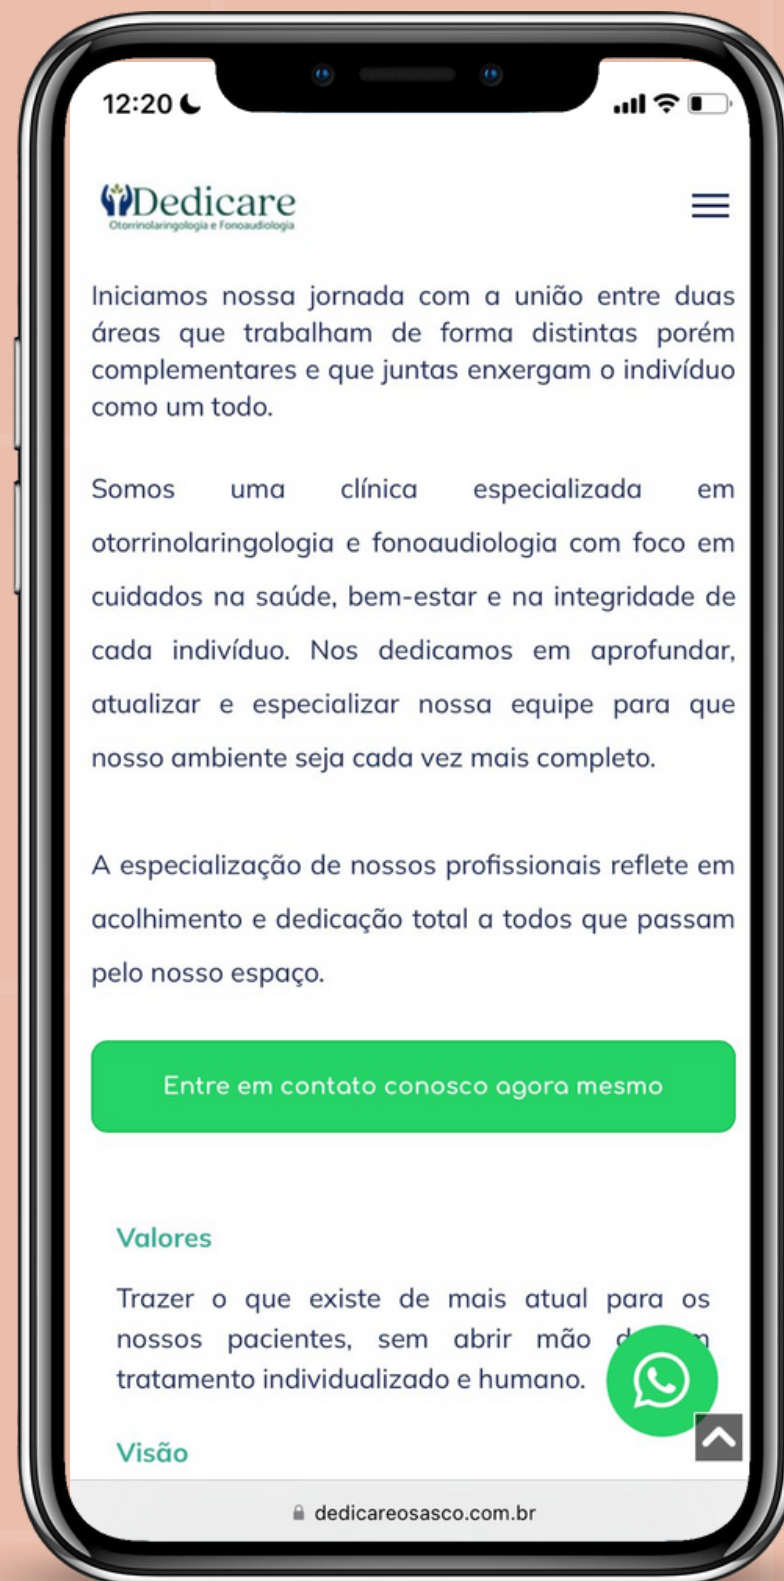 12:20
Dedicare
Otorrinolaringologia e Fonoaudiologia
Iniciamos nossa jornada com a união entre duas
áreas que trabalham de forma distintas porém
complementares e que juntas enxergam o indivíduo
como um todo.
Somos uma clínica especializada em
otorrinolaringologia e fonoaudiologia com foco em
cuidados na saúde, bem-estar e na integridade de
cada indivíduo. Nos dedicamos em aprofundar,
atualizar e especializar nossa equipe para que
nosso ambiente seja cada vez mais completo.
A especialização de nossos profissionais reflete em
acolhimento e dedicação total a todos que passam
pelo nosso espaço.
Entre em contato conosco agora mesmo
Valores
Trazer o que existe de mais atual para os
nossos pacientes, sem abrir mão
tratamento individualizado e humano.
Visão
dedicareosasco.com.br